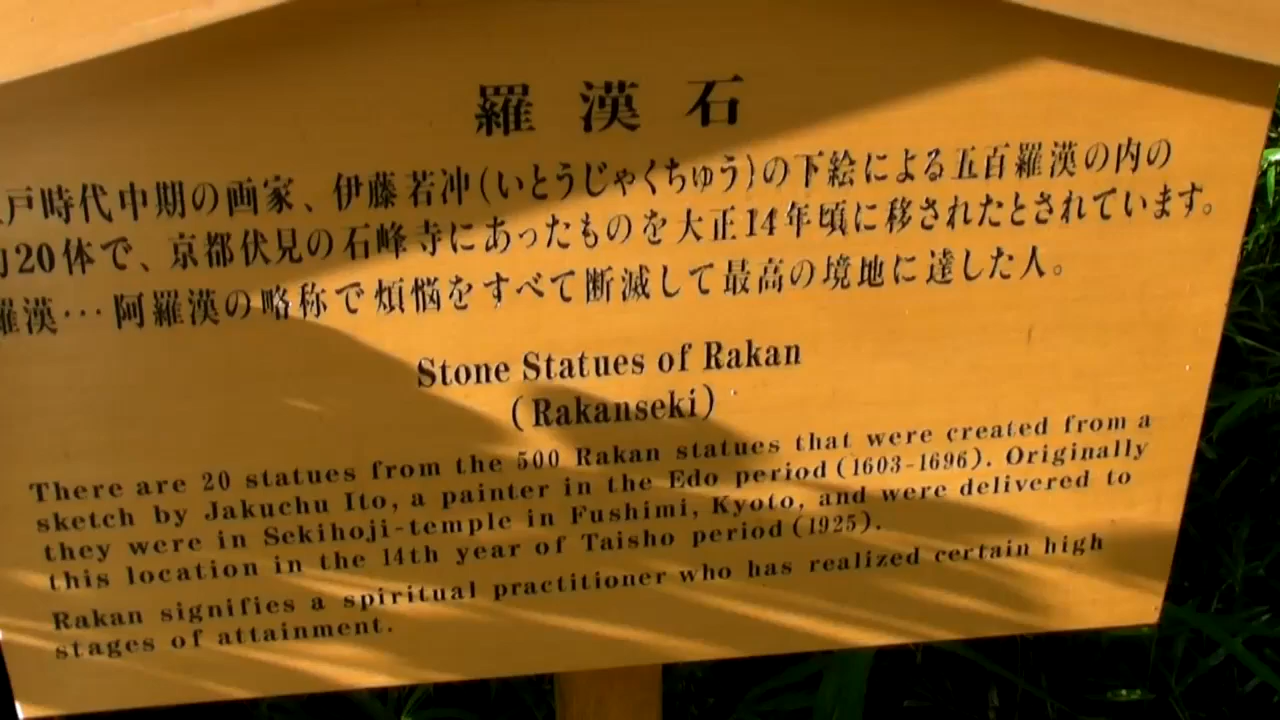 羅漢石
戸時代中期の画家、伊藤若冲(いとうじゃくちゅう)の下絵による五百羅漢の内の
20体で、京都伏見の石峰寺にあったものを大正14年頃に移されたとされています。
羅漢…阿羅漢の略称で煩悩をすべて断滅して最高の境地に達した人。
Stone Statues of Rakan
(Rakanseki)
There are 20 statues from the 500 Rakan statues that were created from a
sketch by Jakuchu Ito, a painter in the Edo period (1603-1696). Originally
they were in Sekihoji-temple in Fushimi, Kyoto, and were delivered to
this location in the 14th year of Taisho period (1925).
Rakan signifies a spiritual practitioner who has realized certain high
stages of attainment.